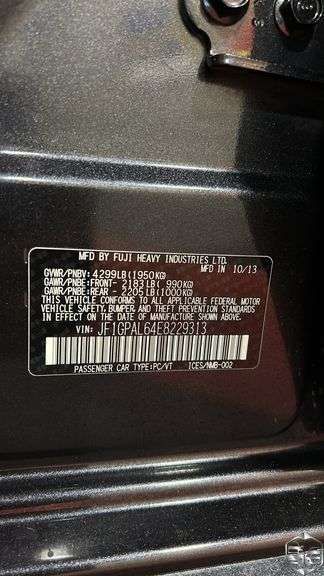 MFD BY FUJI HEAVY INDUSTRIES LTD.
MFD IN 10/13
GVWR/PNBV: 4299LB(1950KG)
GAWR/PNBE: FRONT- 2183LB( 990KG)
GAWR/PNBE: REAR - 2205LB(1000KG)
THIS VEHICLE CONFORMS TO ALL APPLICABLE FEDERAL MOTOR
VEHICLE SAFETY, BUMPER, AND THEFT PREVENTION STANDARDS
IN EFFECT ON THE DATE OF MANUFACTURE SHOWN ABOVE.
VIN: JF1GPAL64E8229313
PASSENGER CAR TYPE:PC/VT ICES/NMB-002